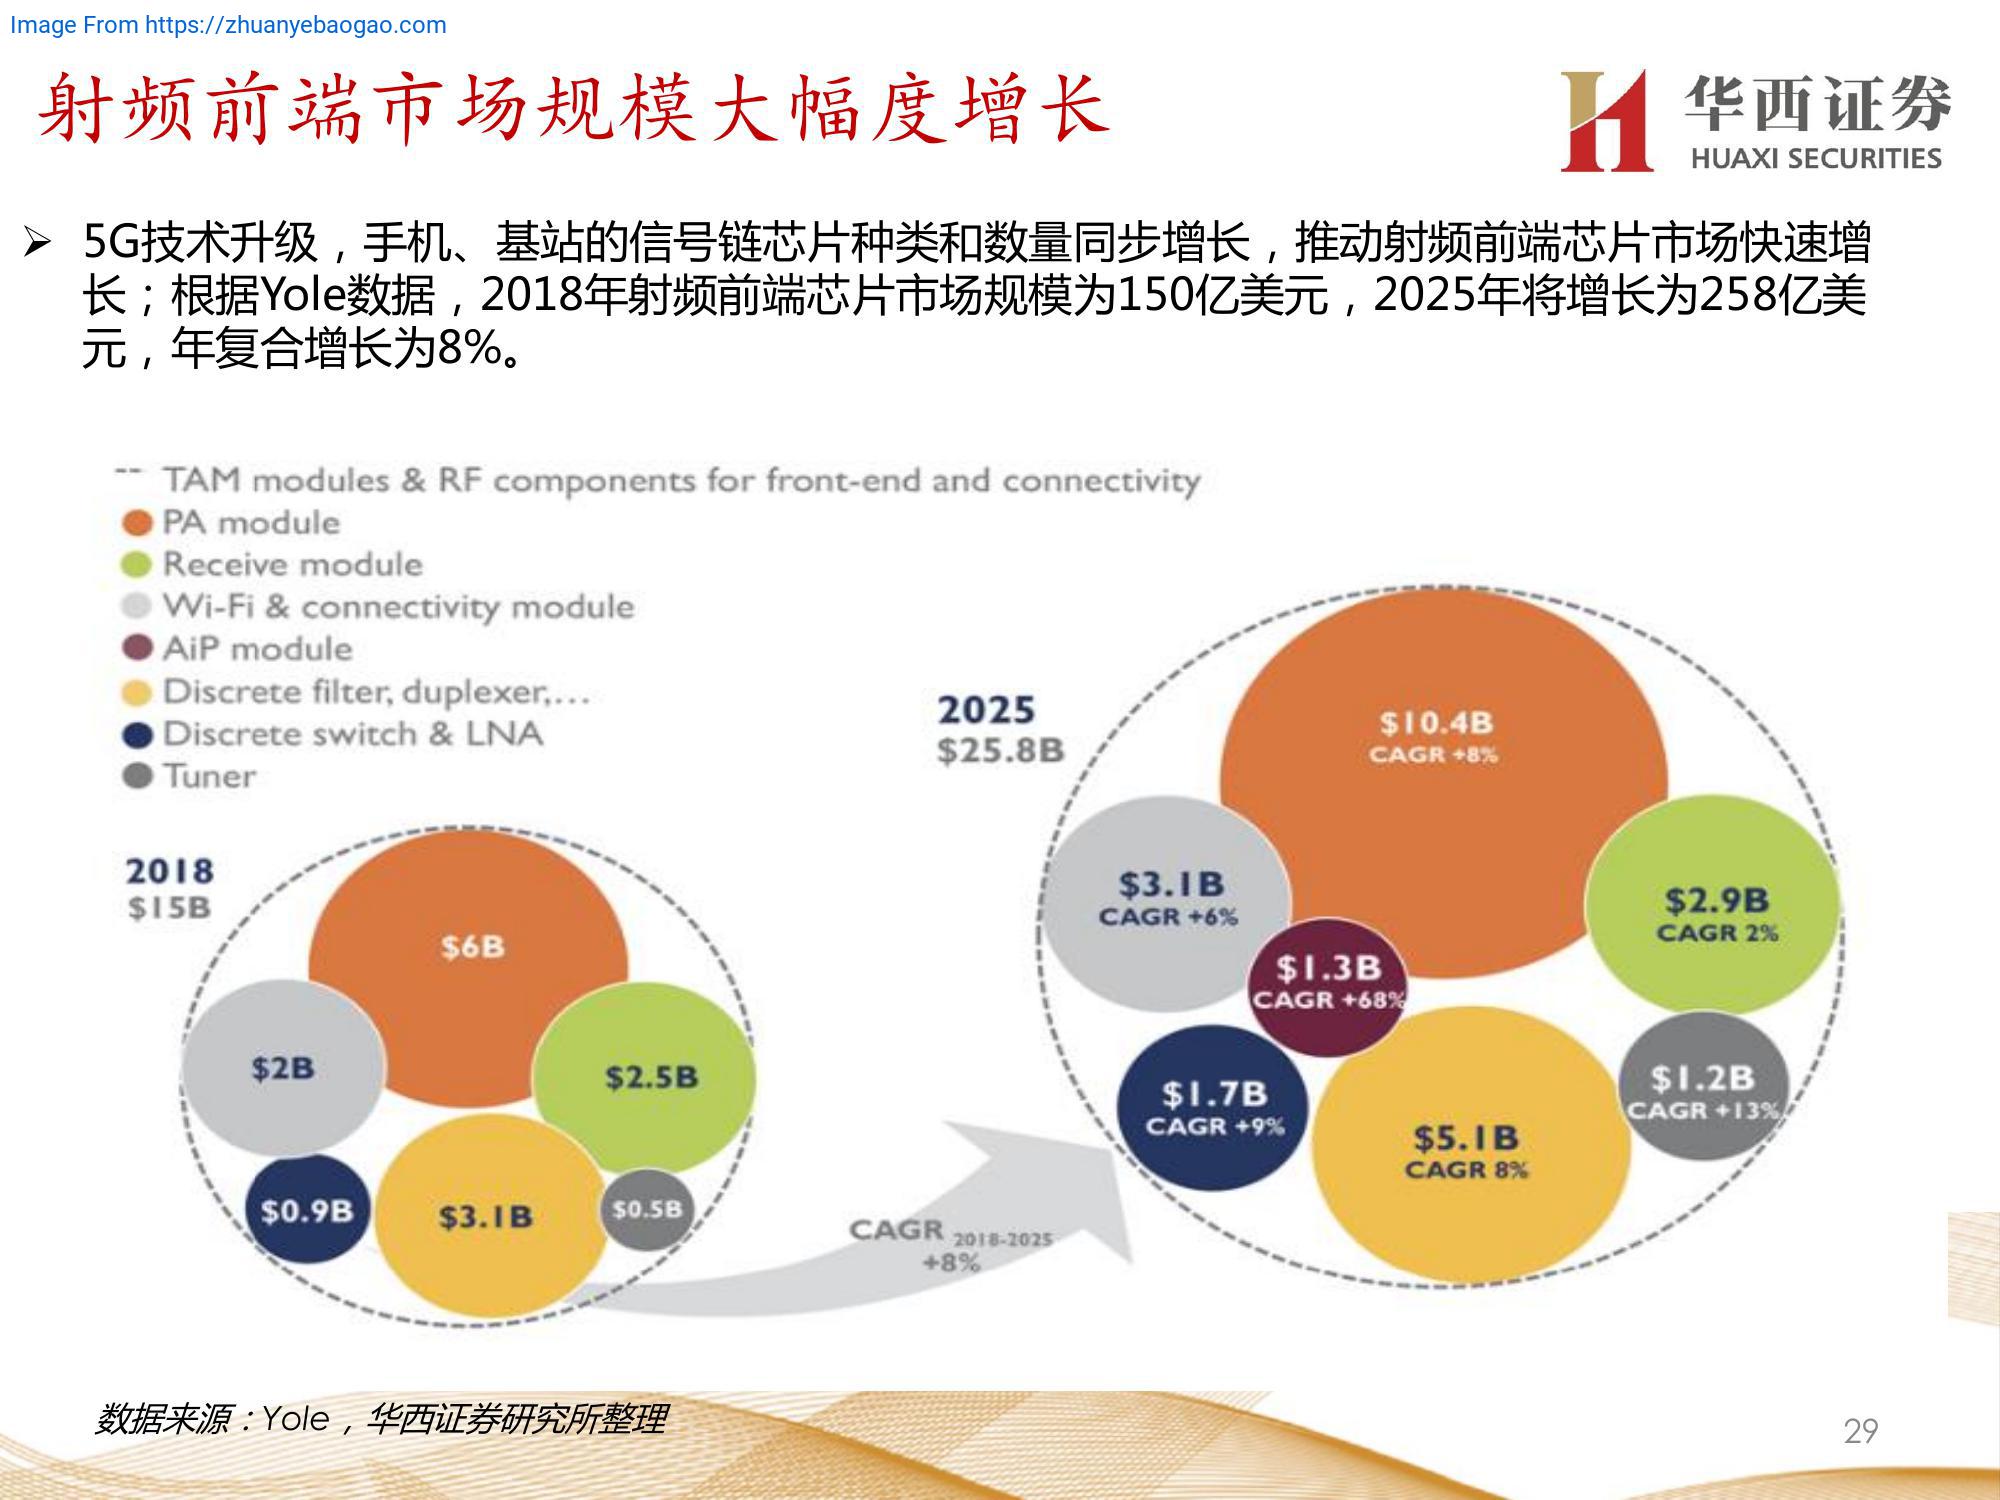 Image From https://zhuanyebaogao.com
射频前端市场规模大幅度增长
华西证券
HUAXI SECURITIES
➢ 5G技术升级，手机、基站的信号链芯片种类和数量同步增长，推动射频前端芯片市场快速增
长；根据Yole数据，2018年射频前端芯片市场规模为150亿美元，2025年将增长为258亿美
元，年复合增长为8%。
TAM modules & RF components for front-end and connectivity
PA module
Receive module
Wi-Fi & connectivity module
AiP module
Discrete filter, duplexer,...
Discrete switch & LNA
Tuner
2018
$15B
$6B
$2B
$2.5B
$0.9B
$3.1B
$0.5B
CAGR 2018-2025
+8%
2025
$25.8B
$10.4B
CAGR +8%
$3.1B
CAGR +6%
$2.9B
CAGR 2%
$1.3B
CAGR +68%
$1.7B
CAGR +9%
$5.1B
CAGR 8%
$1.2B
CAGR +13%
数据来源：Yole，华西证券研究所整理
29